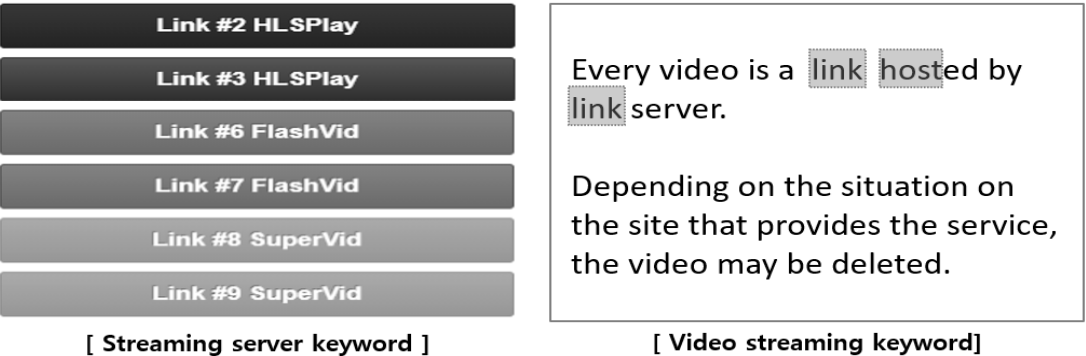 Link #2 HLSPlay
Link #3 HLSPlay
Link #6 FlashVid
Link #7 FlashVid
Link #8 SuperVid
Link #9 SuperVid
[ Streaming server keyword ]
Every video is a link hosted by
link server.
Depending on the situation on
the site that provides the service,
the video may be deleted.
[ Video streaming keyword]